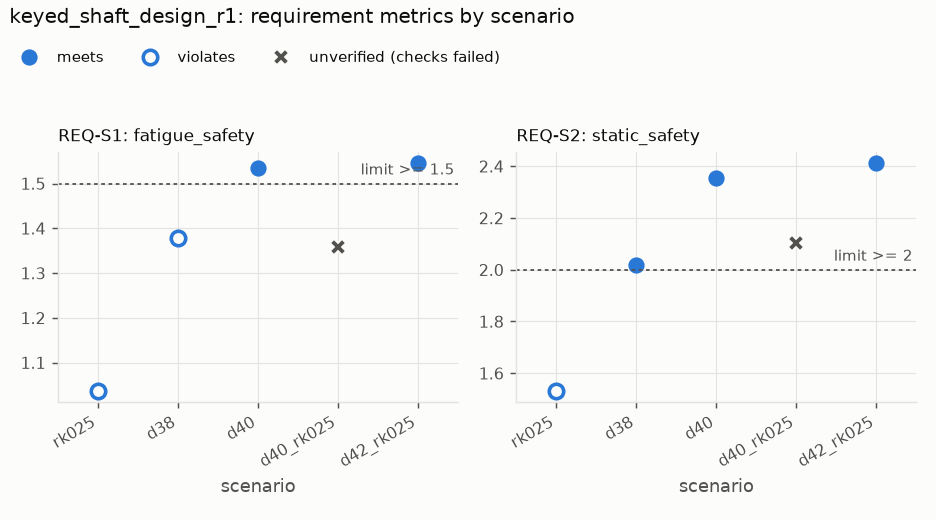 keyed_shaft_design_r1: requirement metrics by scenario
meets violates unverified (checks failed)
REQ-S1: fatigue_safety
limit >= 1.5
1.5
1.4
1.3
1.2
1.1
rk025 d38 d40 d40_rk025 d42_rk025
scenario
REQ-S2: static_safety
2.4
2.2
limit >= 2
2.0
1.8
1.6
rk025 d38 d40 d40_rk025 d42_rk025
scenario